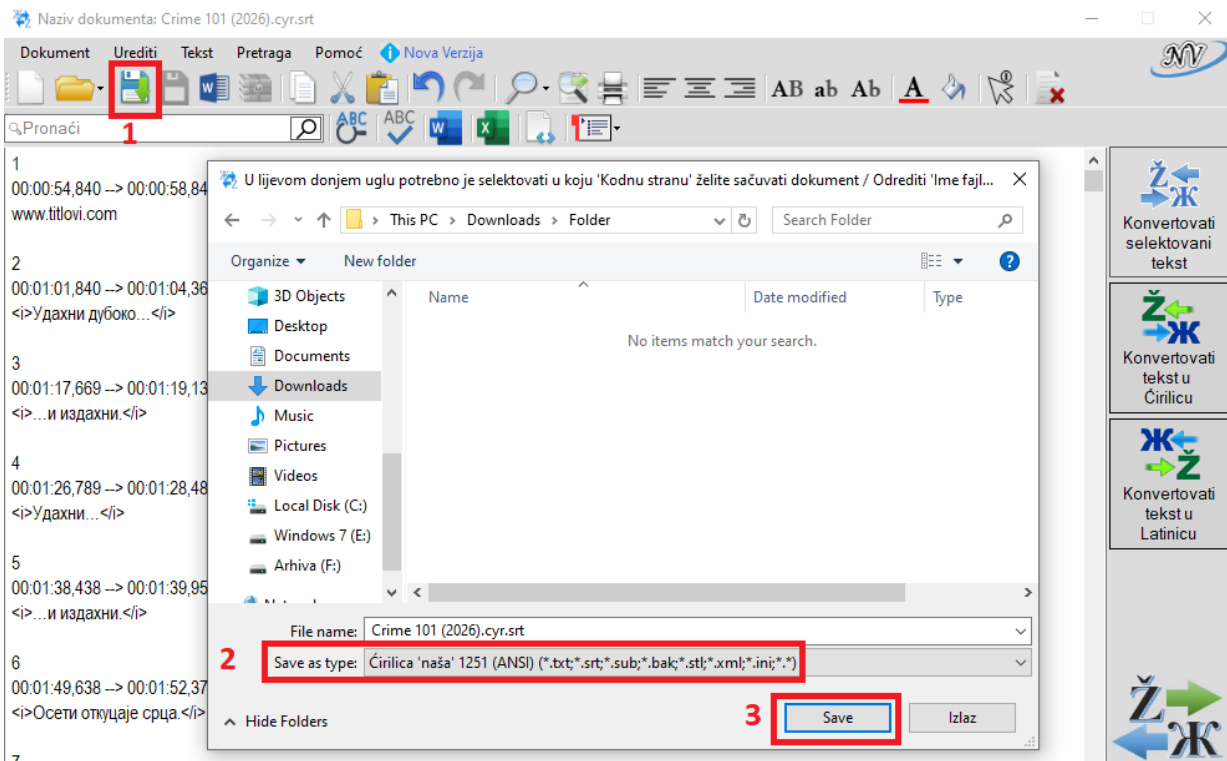 Naziv dokumenta: Crime 101 (2026).cyr.srt
Dokument Urediti Tekst Pretraga Pomoć Nova Verzija
NV
AB ab Ab A
1
Pronaći
ABC ABC
1
00:00:54,840 --> 00:00:58,84
www.titlovi.com
2
00:01:01,840 --> 00:01:04,36
<i>Удахни дубоко…</i>
3
00:01:17,669 --> 00:01:19,13
<i>…и издахни.</i>
4
00:01:26,789 --> 00:01:28,48
<i>Удахни…</i>
5
00:01:38,438 --> 00:01:39,95
<i>…и издахни.</i>
6
00:01:49,638 --> 00:01:52,37
<i>Осети откуцаје срца.</i>
U lijevom donjem uglu potrebno je selektovati u koju 'Kodnu stranu' želite sačuvati dokument / Odrediti 'Ime fajl...
This PC > Downloads > Folder
Search Folder
Organize New folder
3D Objects
Desktop
Documents
Downloads
Music
Pictures
Videos
Local Disk (C:)
Windows 7 (E:)
Arhiva (F:)
Name Date modified Type
No items match your search.
File name: Crime 101 (2026).cyr.srt
2
Save as type: Ćirilica 'naša' 1251 (ANSI) (*.txt;*.srt;*.sub;*.bak;*.stl;*.xml;*.ini;*.*)
Hide Folders
3
Save
Izlaz
Ž Ж
Konvertovati
selektovani
tekst
Ž Ж
Konvertovati
tekst u
Ćirilicu
Ж Ž
Konvertovati
tekst u
Latinicu
Ž Ж